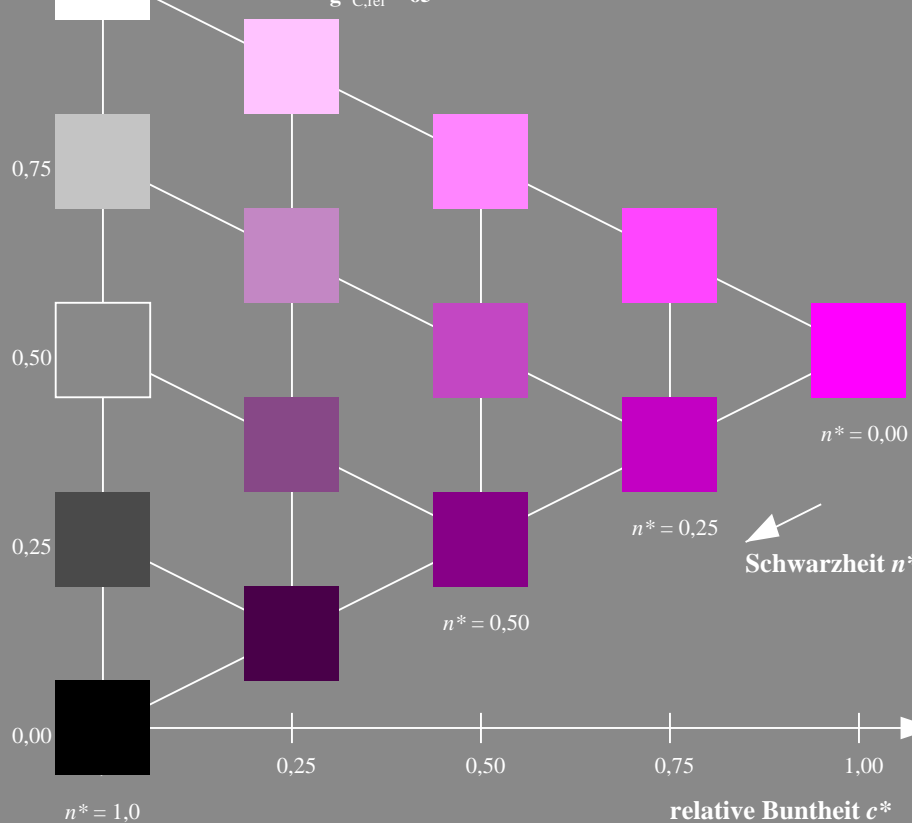 0,75
0,50
n* = 0,00
n* = 0,25
0,25
Schwarzheit n*
n* = 0,50
0,00
0,25 0,50 0,75 1,00
n* = 1,0
relative Buntheit c*